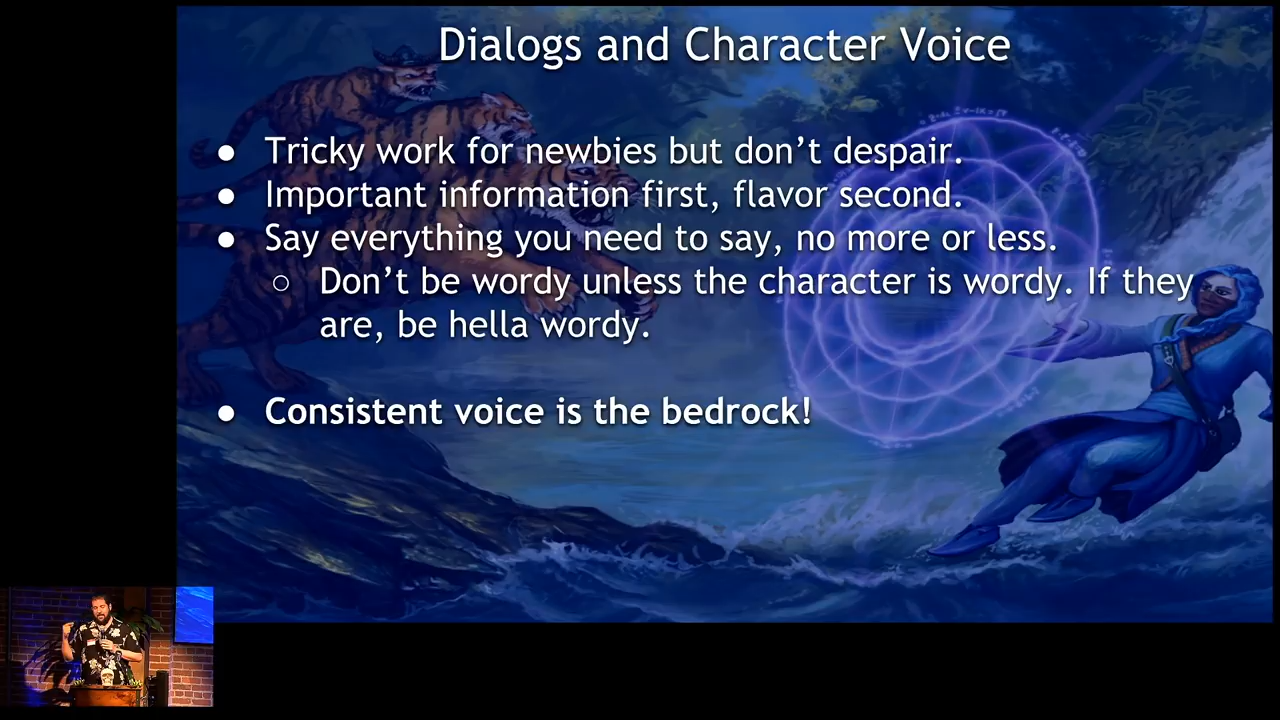 Dialogs and Character Voice
● Tricky work for newbies but don’t despair.
● Important information first, flavor second.
● Say everything you need to say, no more or less.
○ Don’t be wordy unless the character is wordy. If they
are, be hella wordy.
● Consistent voice is the bedrock!